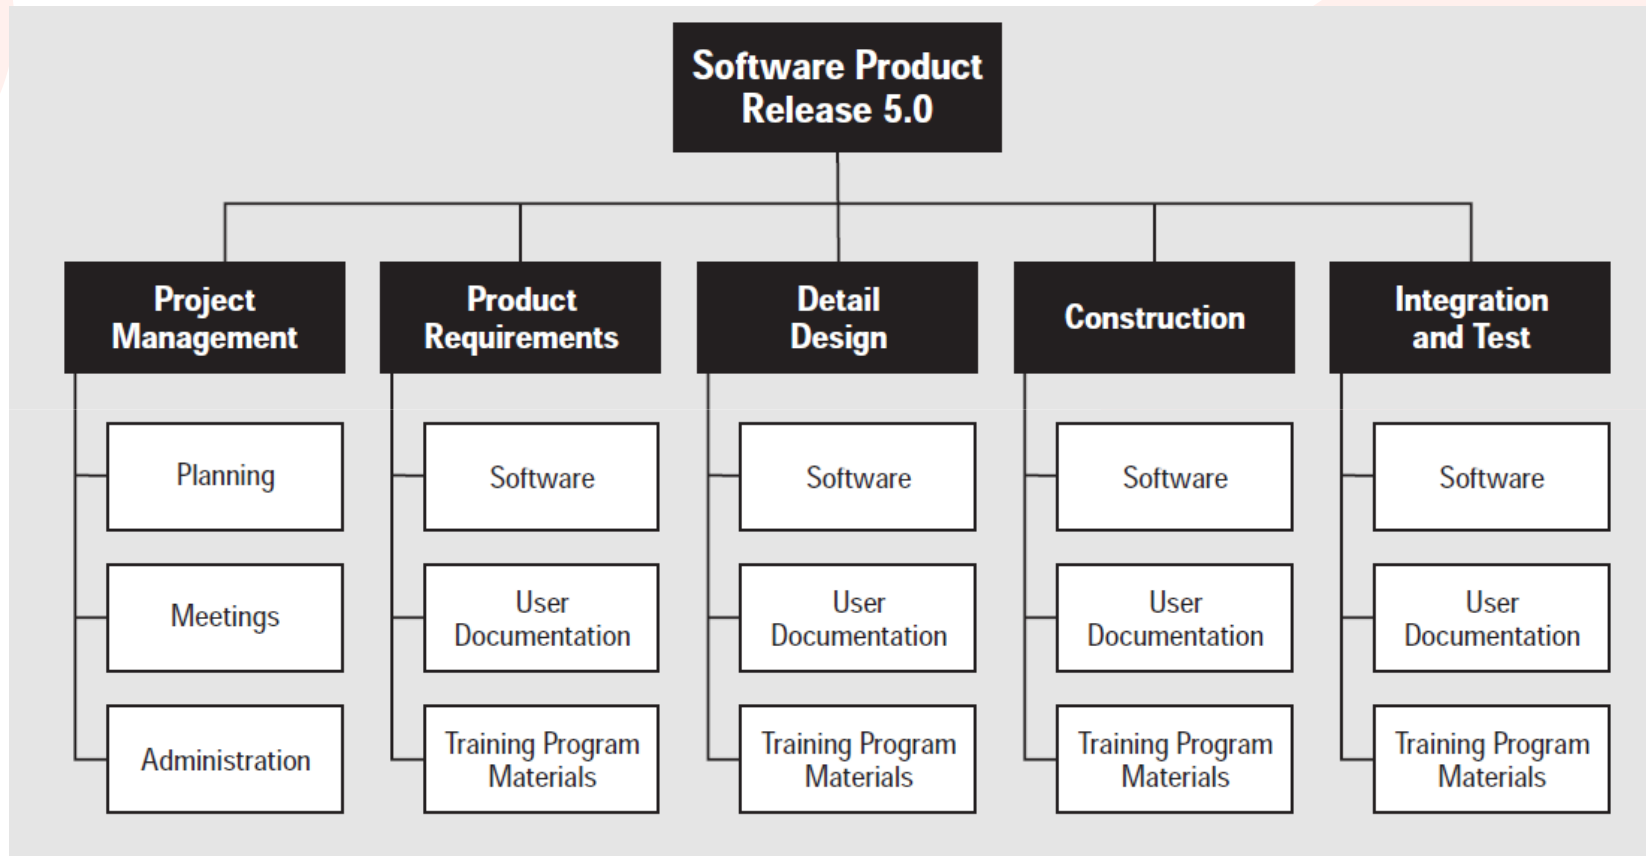 Software Product
Release 5.0
Project
Management
Product
Requirements
Detail
Design
Construction
Integration
and Test
Planning
Software
Software
Software
Software
Meetings
User
Documentation
User
Documentation
User
Documentation
User
Documentation
Administration
Training Program
Materials
Training Program
Materials
Training Program
Materials
Training Program
Materials